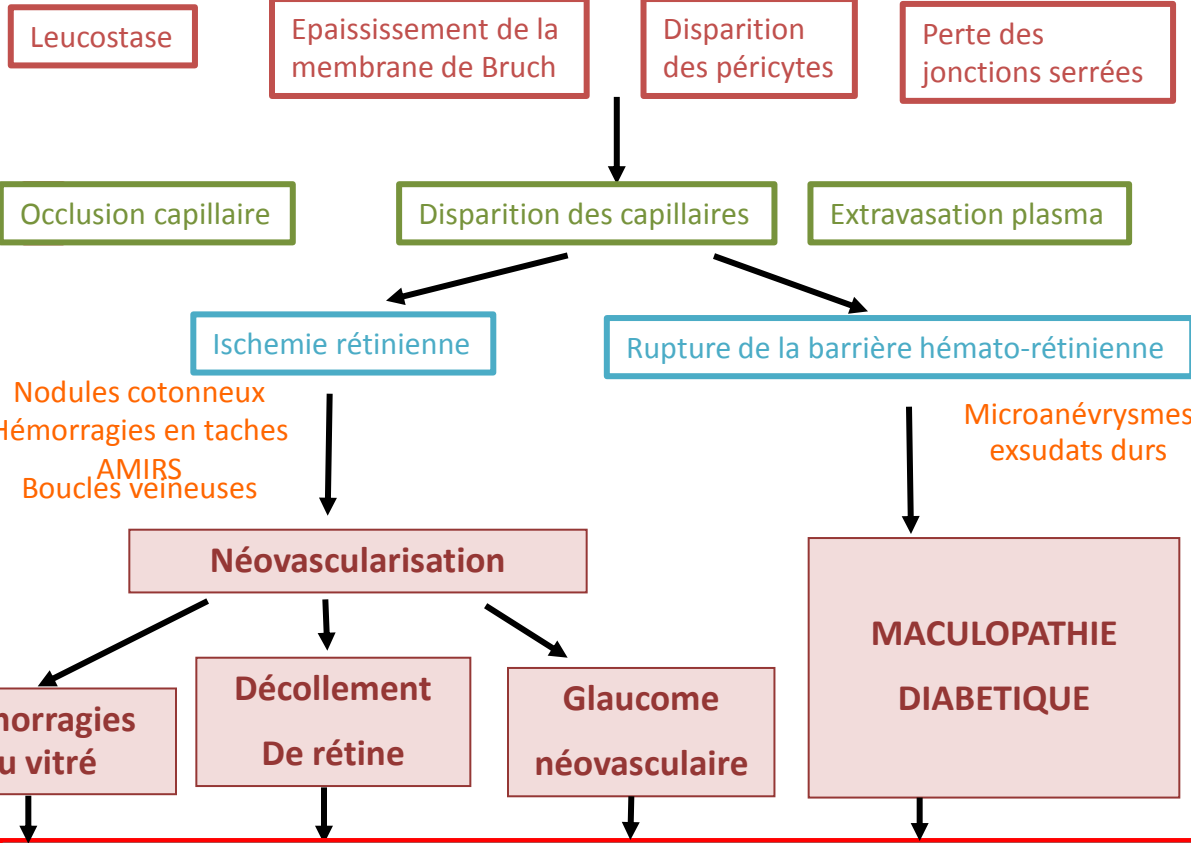 Leucostase
Epaississement de la
membrane de Bruch
Disparition
des péricytes
Perte des
jonctions serrées
Occlusion capillaire
Disparition des capillaires
Extravasation plasma
Ischemie rétinienne
Rupture de la barrière hémato-rétinienne
Nodules cotonneux
Hémorragies en taches
AMIRS
Boucles veineuses
Microanévrysmes
exsudats durs
Néovascularisation
morragies
u vitré
Décollement
De rétine
Glaucome
néovasculaire
MACULOPATHIE
DIABETIQUE